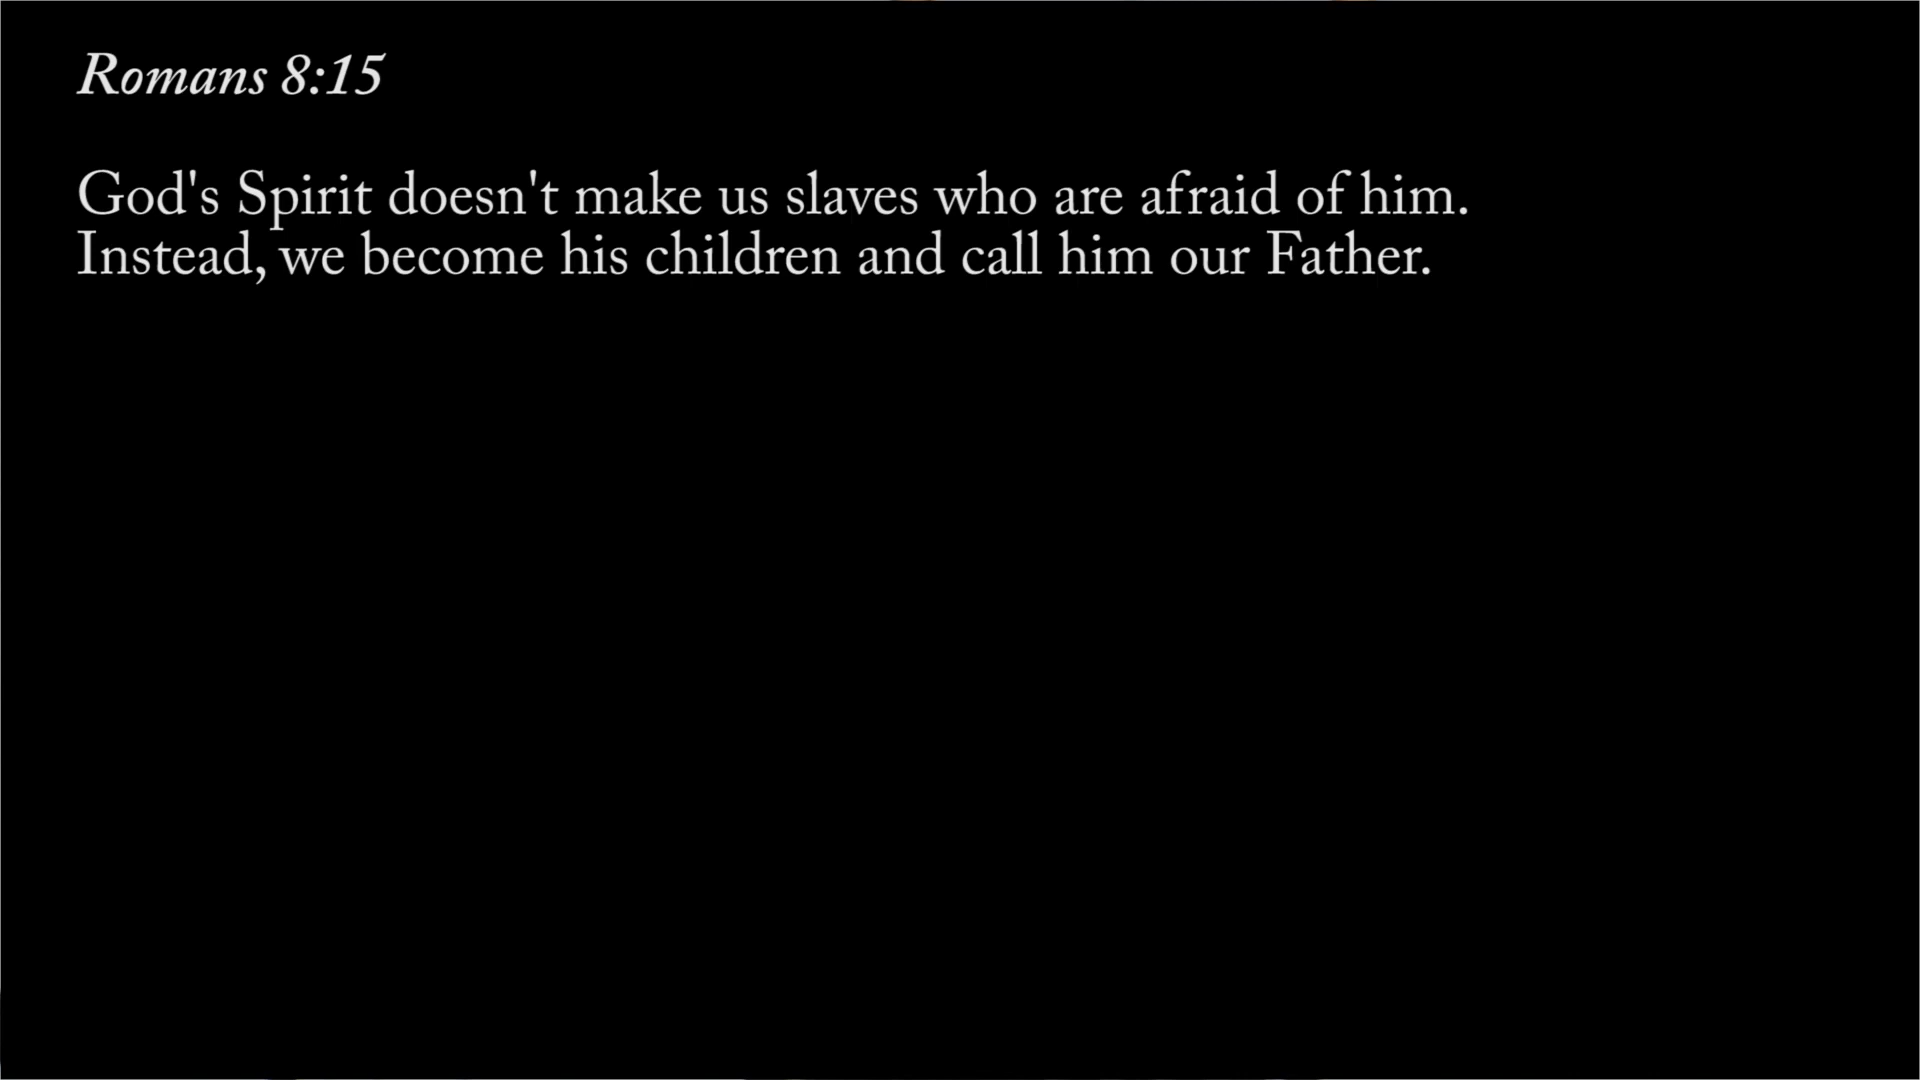 Romans 8:15
God's Spirit doesn't make us slaves who are afraid of him.
Instead, we become his children and call him our Father.